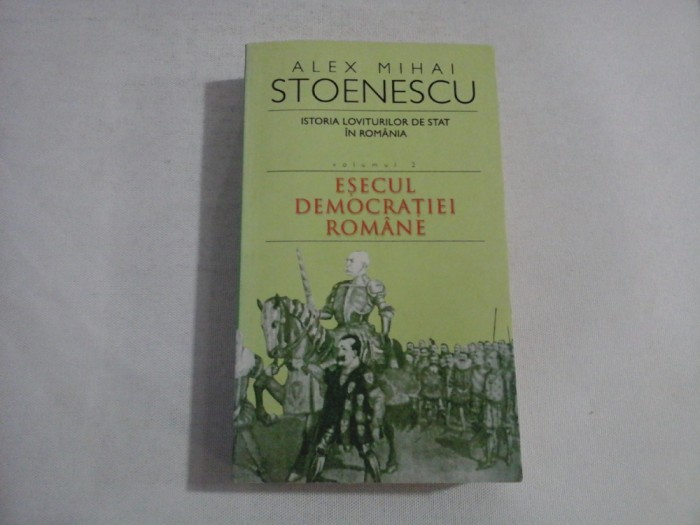 ALEX MIHAI
STOENESCU
ISTORIA LOVITURILOR DE STAT
ÎN ROMÂNIA
volumul 2
EȘECUL
DEMOCRAȚIEI
ROMÂNE